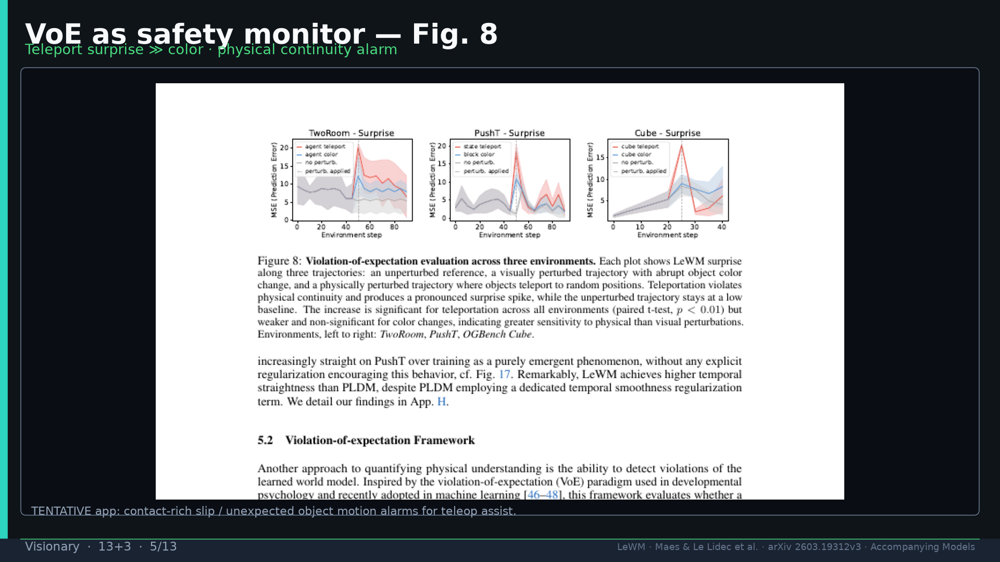 VoE as safety monitor — Fig. 8
Teleport surprise ≫ color · physical continuity alarm
TwoRoom - Surprise
MSE (Prediction Error)
20
15
10
5
0
agent teleport
agent color
no perturb.
perturb. applied
0 20 40 60 80
Environment step
PushT - Surprise
MSE (Prediction Error)
20
15
10
5
0
state teleport
block color
no perturb.
perturb. applied
0 20 40 60 80
Environment step
Cube - Surprise
MSE (Prediction Error)
15
10
5
cube teleport
cube color
no perturb.
perturb. applied
0 10 20 30 40
Environment step
Figure 8: Violation-of-expectation evaluation across three environments. Each plot shows LeWM surprise
along three trajectories: an unperturbed reference, a visually perturbed trajectory with abrupt object color
change, and a physically perturbed trajectory where objects teleport to random positions. Teleportation violates
physical continuity and produces a pronounced surprise spike, while the unperturbed trajectory stays at a low
baseline. The increase is significant for teleportation across all environments (paired t-test, p < 0.01) but
weaker and non-significant for color changes, indicating greater sensitivity to physical than visual perturbations.
Environments, left to right: TwoRoom, PushT, OGBench Cube.
increasingly straight on PushT over training as a purely emergent phenomenon, without any explicit
regularization encouraging this behavior, cf. Fig. 17. Remarkably, LeWM achieves higher temporal
straightness than PLDM, despite PLDM employing a dedicated temporal smoothness regularization
term. We detail our findings in App. H.
5.2 Violation-of-expectation Framework
Another approach to quantifying physical understanding is the ability to detect violations of the
learned world model. Inspired by the violation-of-expectation (VoE) paradigm used in developmental
psychology and recently adopted in machine learning [46–48], this framework evaluates whether a
TENTATIVE app: contact-rich slip / unexpected object motion alarms for teleop assist.
Visionary · 13+3 · 5/13
LeWM · Maes & Le Lidec et al. · arXiv 2603.19312v3 · Accompanying Models